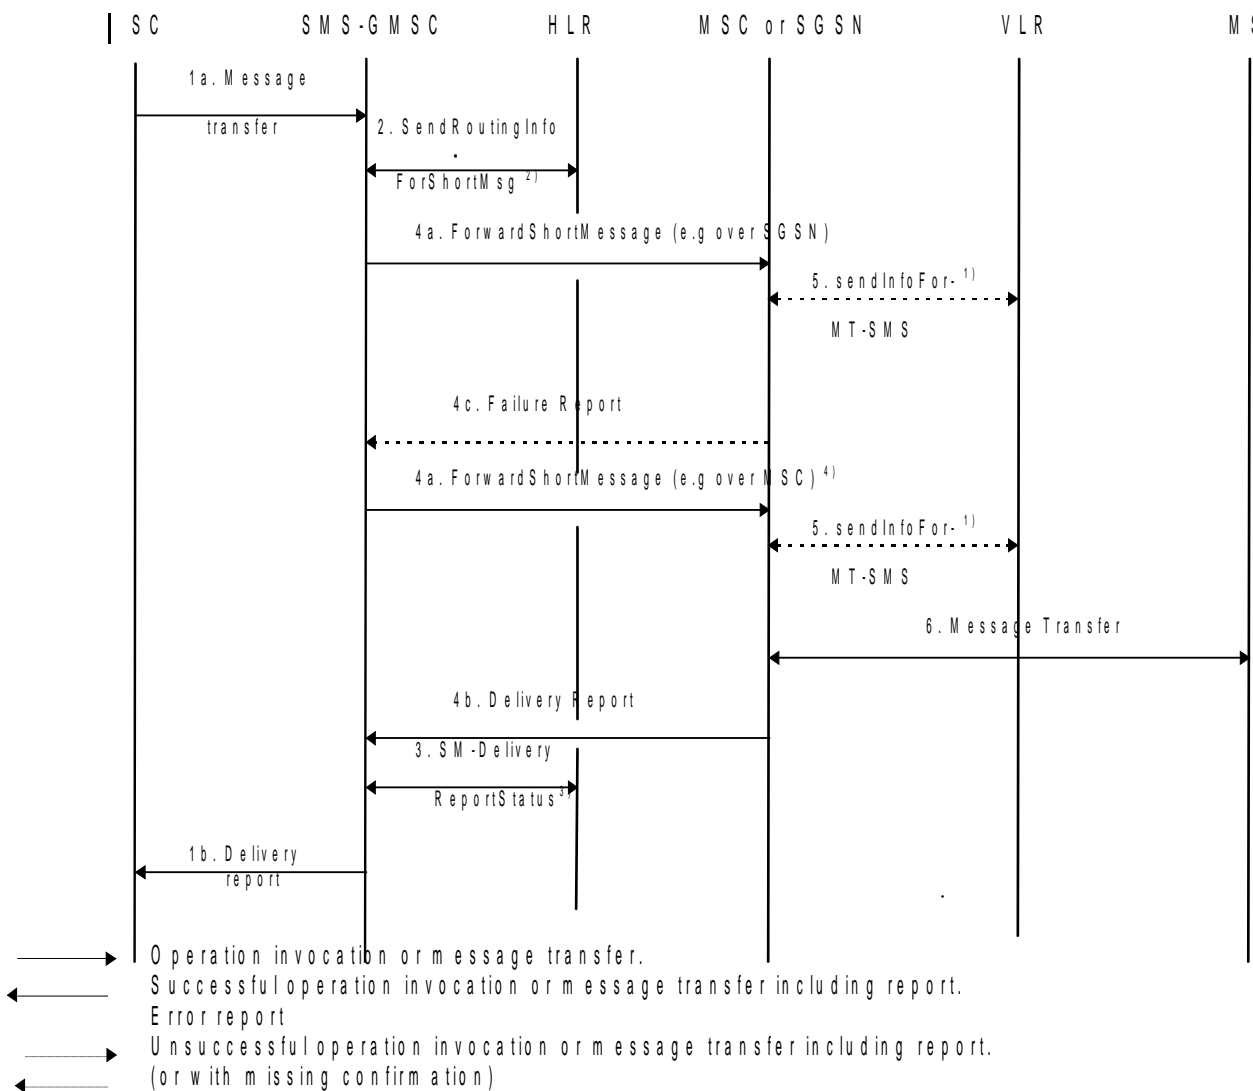 SC SMS-GMSC HLR MSC or SGSN VLR MS
1a. Message
transfer
2. SendRoutingInfo
ForShortMsg 2)
4a. ForwardShortMessage (e.g over SGSN)
5. sendInfoFor- 1)
MT-SMS
4c. Failure Report
4a. ForwardShortMessage (e.g over MSC) 4)
5. sendInfoFor- 1)
MT-SMS
6. Message Transfer
4b. Delivery Report
3. SM-Delivery
ReportStatus 3)
1b. Delivery
report
Operation invocation or message transfer.
Successful operation invocation or message transfer including report.
Error report
Unsuccessful operation invocation or message transfer including report.
(or with missing confirmation)